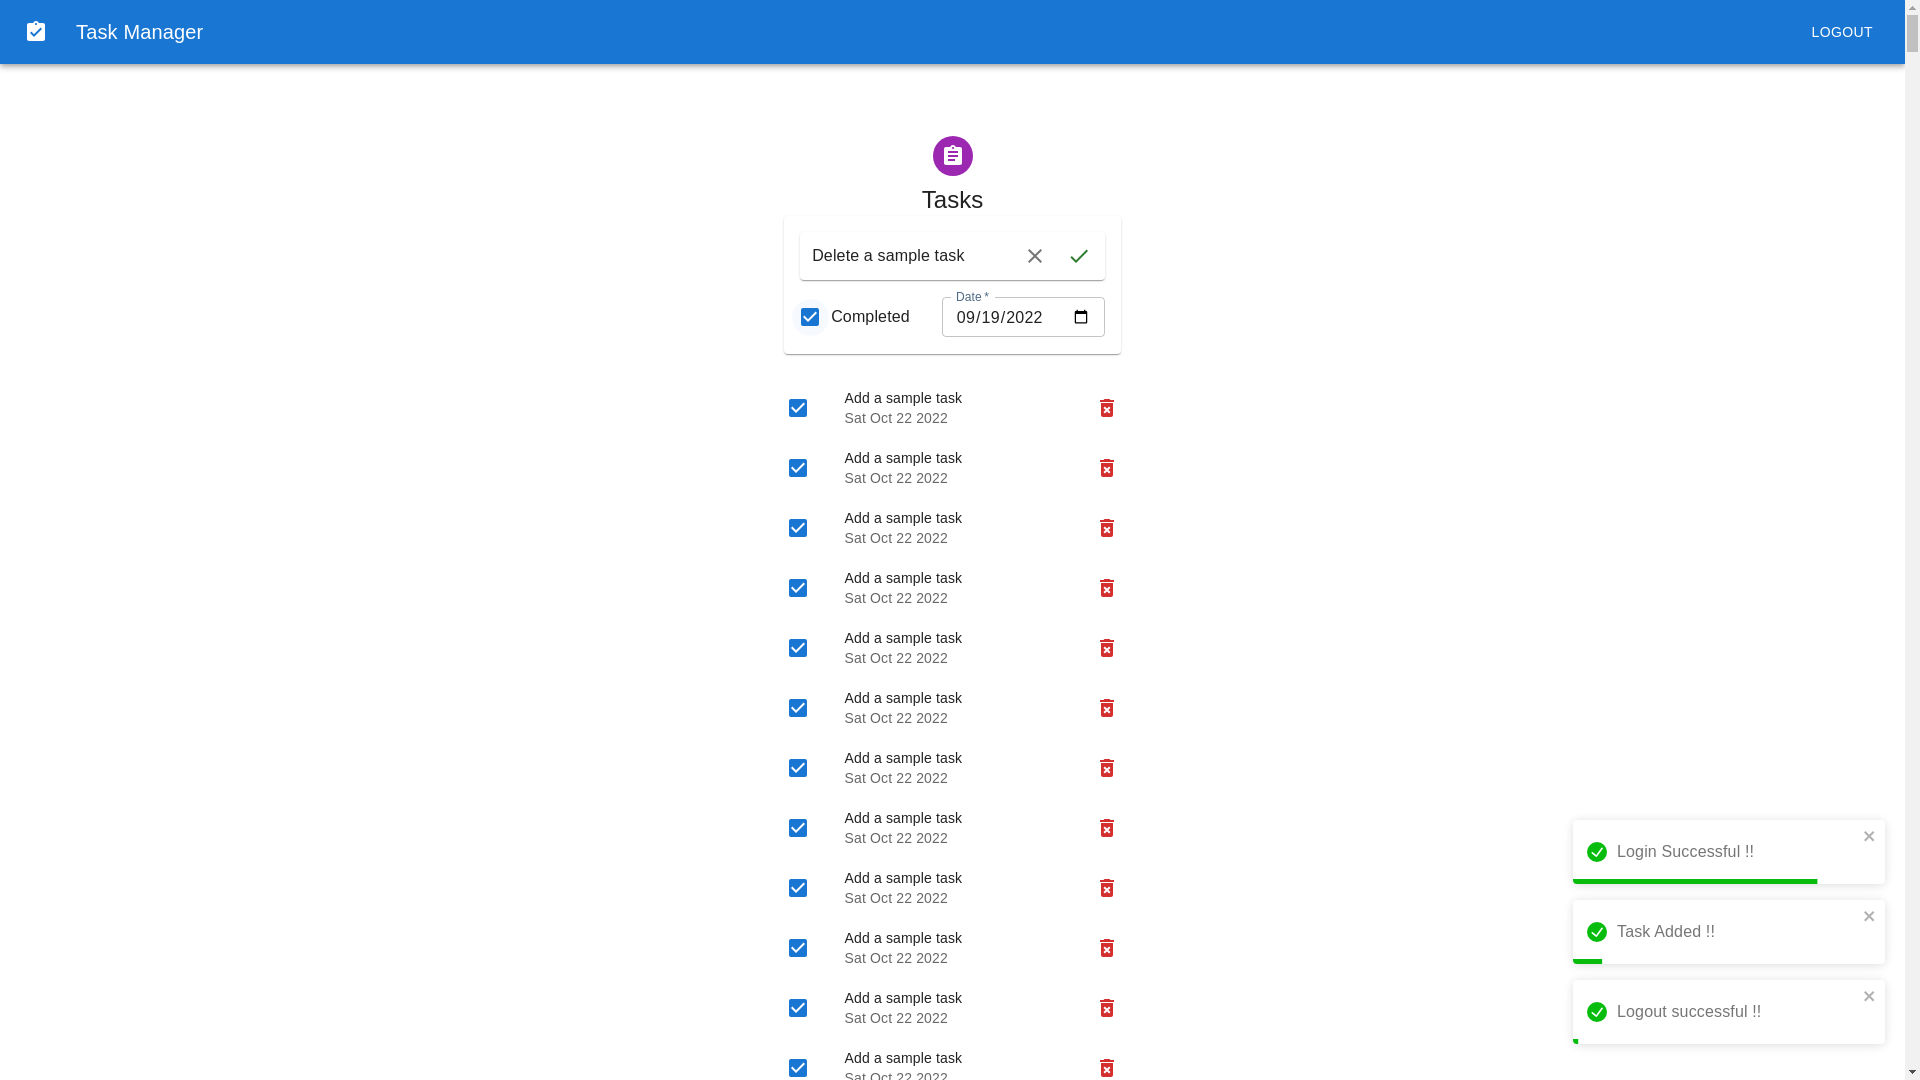 Task Manager
LOGOUT
Tasks
Delete a sample task
Completed
Date *
09/19/2022
Add a sample task
Sat Oct 22 2022
Add a sample task
Sat Oct 22 2022
Add a sample task
Sat Oct 22 2022
Add a sample task
Sat Oct 22 2022
Add a sample task
Sat Oct 22 2022
Add a sample task
Sat Oct 22 2022
Add a sample task
Sat Oct 22 2022
Add a sample task
Sat Oct 22 2022
Add a sample task
Sat Oct 22 2022
Add a sample task
Sat Oct 22 2022
Add a sample task
Sat Oct 22 2022
Add a sample task
Sat Oct 22 2022
Login Successful !!
Task Added !!
Logout successful !!